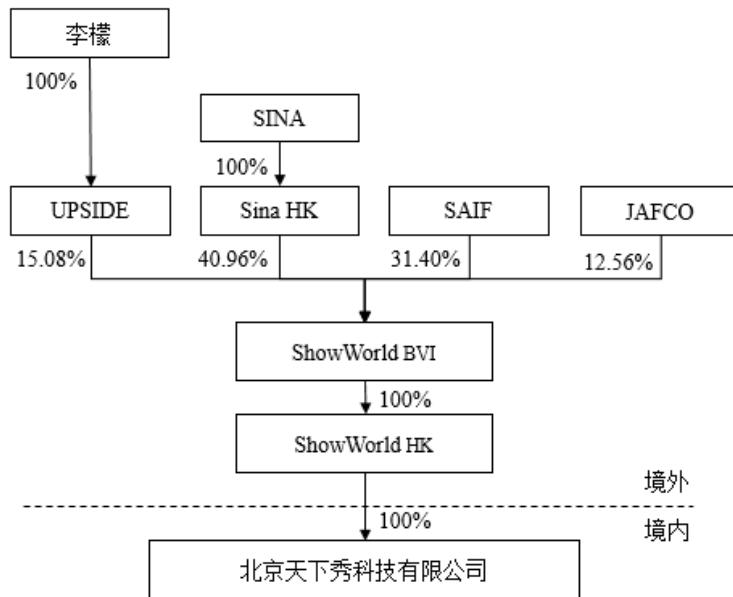 李檬
100%
SINA
100%
UPSIDE
Sina HK
SAIF
JAFCO
15.08%
40.96%
31.40%
12.56%
ShowWorld BVI
100%
ShowWorld HK
境外
100%
境内
北京天下秀科技有限公司